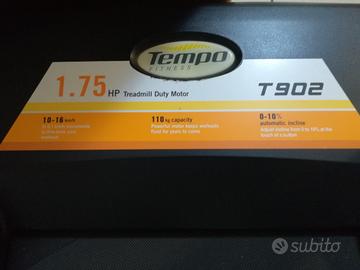 Tempo
FITNESS
1.75 HP Treadmill Duty Motor
T902
10-16 km/h
workout
110 kg capacity
Powerful motor keeps workouts
fluid for years to come
0-10%
automatic incline
Adjust incline from 0 to 10% at the
touch of a button
subito